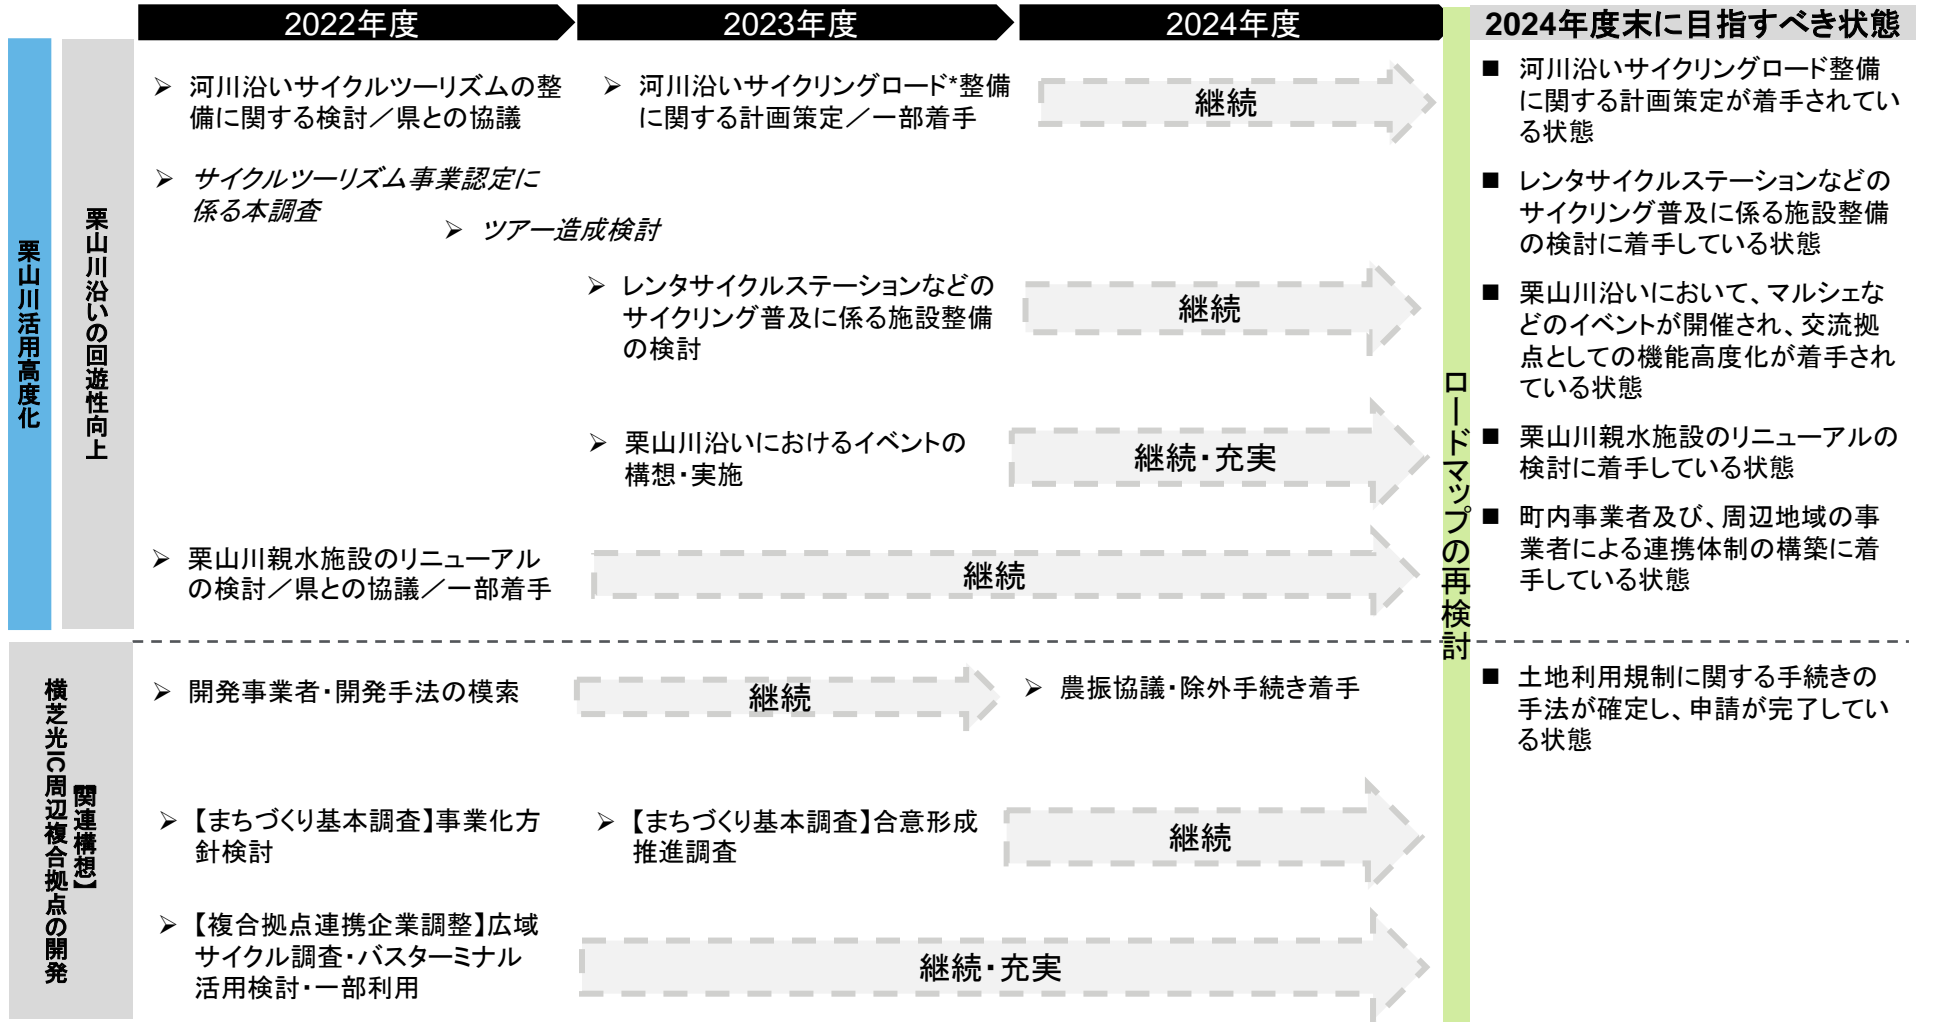 2022年度
2023年度
2024年度
2024年度末に目指すべき状態
栗山川活用高度化
栗山川沿いの回遊性向上
➢ 河川沿いサイクルツーリズムの整
備に関する検討／県との協議
➢ 河川沿いサイクリングロード*整備
に関する計画策定／一部着手
継続
➢ サイクルツーリズム事業認定に
係る本調査
➢ ツアー造成検討
➢ レンタサイクルステーションなどの
サイクリング普及に係る施設整備
の検討
継続
➢ 栗山川沿いにおけるイベントの
構想・実施
継続・充実
➢ 栗山川親水施設のリニューアル
の検討／県との協議／一部着手
継続
ロードマップの再検討
■ 河川沿いサイクリングロード整備
に関する計画策定が着手されてい
る状態
■ レンタサイクルステーションなどの
サイクリング普及に係る施設整備
の検討に着手している状態
■ 栗山川沿いにおいて、マルシェな
どのイベントが開催され、交流拠
点としての機能高度化が着手され
ている状態
■ 栗山川親水施設のリニューアルの
検討に着手している状態
■ 町内事業者及び、周辺地域の事
業者による連携体制の構築に着
手している状態
【関連構想】
横芝光IC周辺複合拠点の開発
➢ 開発事業者・開発手法の模索
継続
➢ 農振協議・除外手続き着手
➢ 【まちづくり基本調査】事業化方
針検討
➢ 【まちづくり基本調査】合意形成
推進調査
継続
➢ 【複合拠点連携企業調整】広域
サイクル調査・バスターミナル
活用検討・一部利用
継続・充実
■ 土地利用規制に関する手続きの
手法が確定し、申請が完了してい
る状態